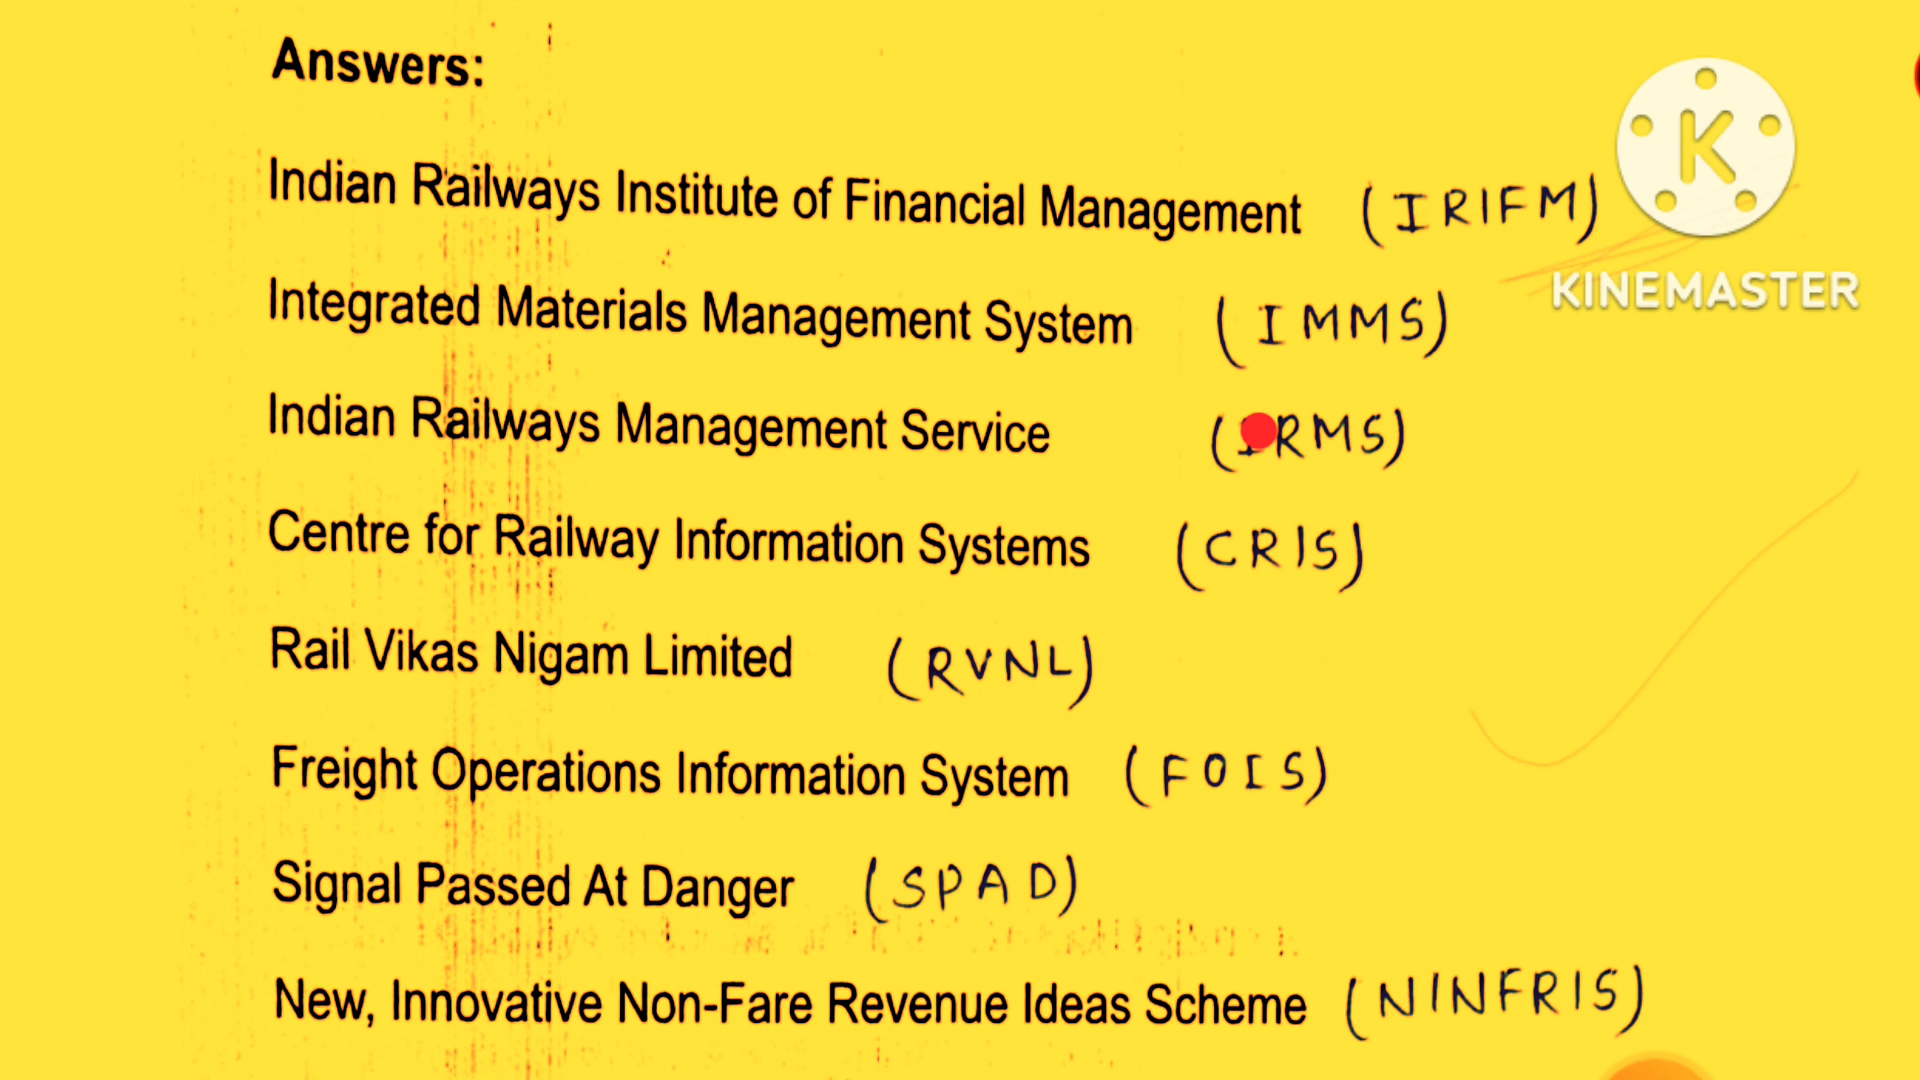 Answers:
Indian Railways Institute of Financial Management (IRIFM)
Integrated Materials Management System (IMMS)
Indian Railways Management Service (IRMS)
Centre for Railway Information Systems (CRIS)
Rail Vikas Nigam Limited (RVNL)
Freight Operations Information System (FOIS)
Signal Passed At Danger (SPAD)
New, Innovative Non-Fare Revenue Ideas Scheme (NINFRIS)
K
KINEMASTER